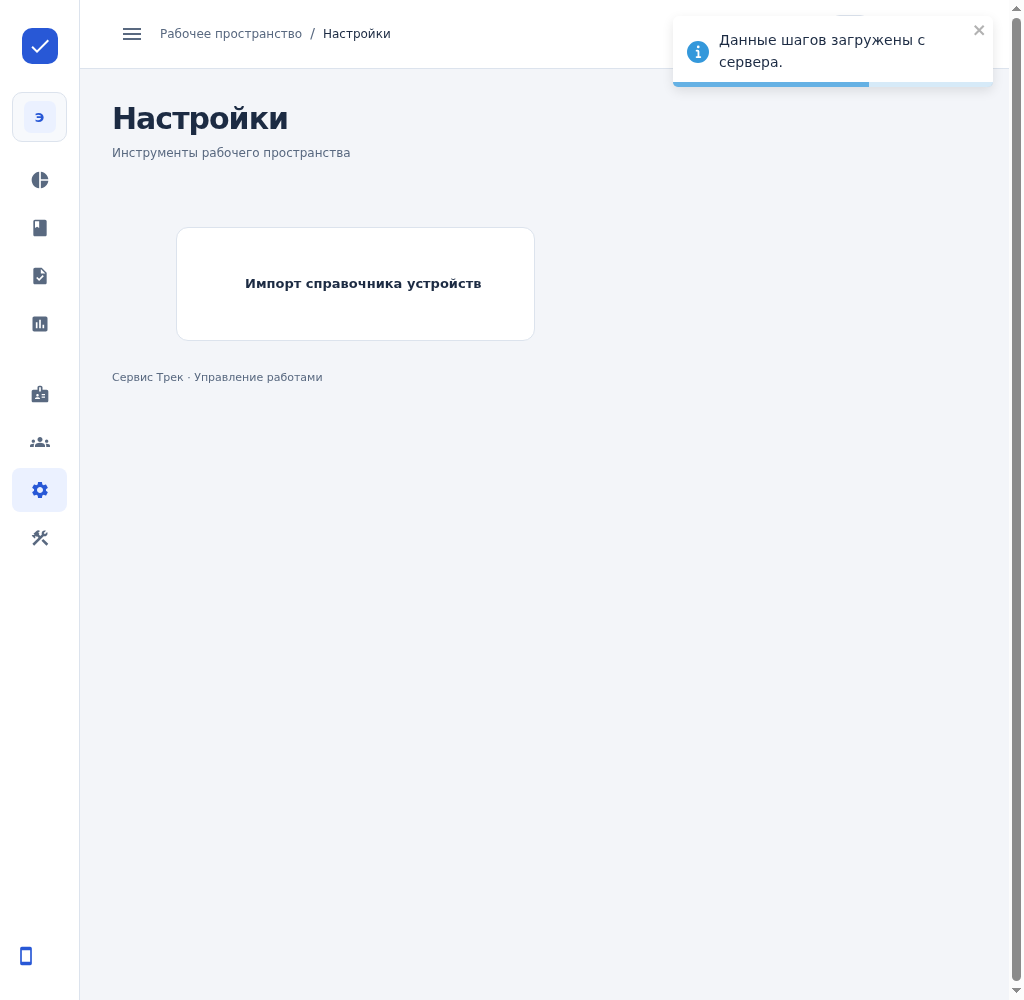 Рабочее пространство / Настройки
Данные шагов загружены с
сервера.
Э
Настройки
Инструменты рабочего пространства
Импорт справочника устройств
Сервис Трек · Управление работами